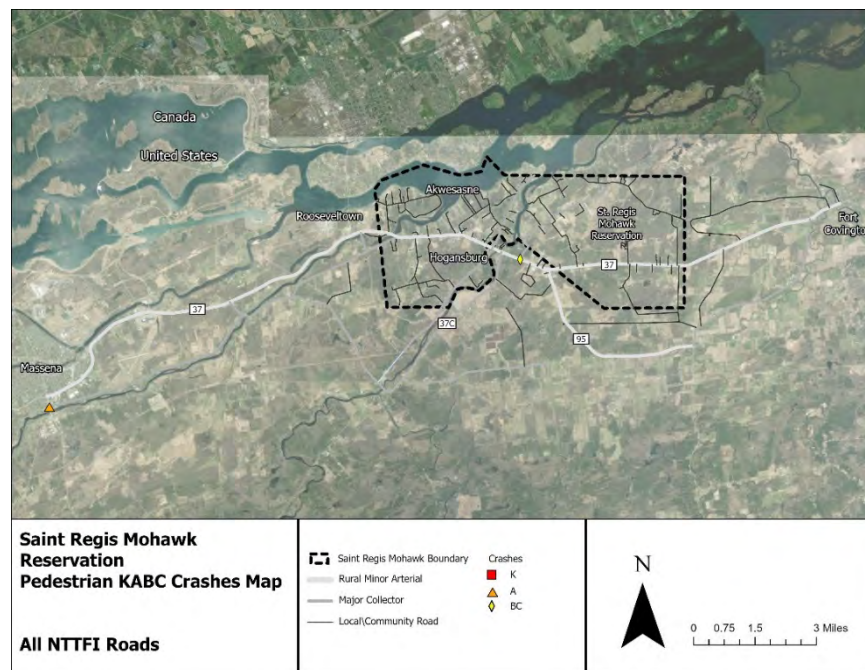 Canada
United States
Akwesasne
Rooseveltown
St. Regis
Mohawk
Reservation
Fort
Covington
Hogansburg
37
37
37C
95
Massena
Saint Regis Mohawk
Reservation
Pedestrian KABC Crashes Map
All NTTFI Roads
Saint Regis Mohawk Boundary
Rural Minor Arterial
Major Collector
Local\Community Road
Crashes
K
A
BC
N
0 0.75 1.5 3 Miles